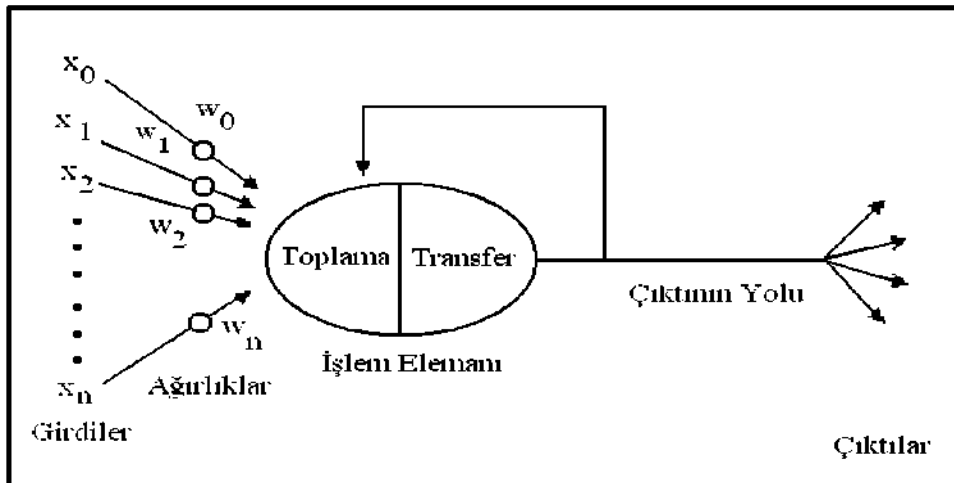 x0
w0
x1
w1
x2
w2
Toplama
Transfer
Çıktının Yolu
wn
İşlem Elemanı
xn
Ağırlıklar
Girdiler
Çıktılar